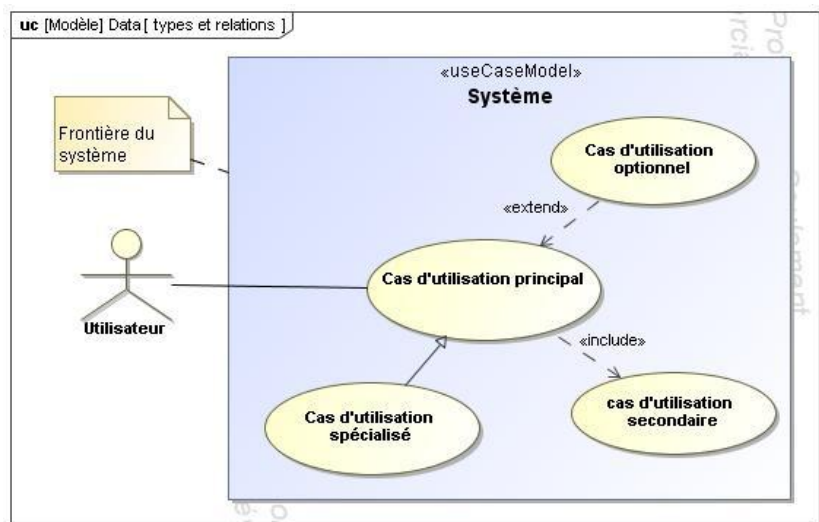 uc [Modèle] Data [ types et relations ]
«useCaseModel»
Système
Frontière du
système
Cas d'utilisation
optionnel
«extend»
Cas d'utilisation principal
Utilisateur
«include»
Cas d'utilisation
spécialisé
cas d'utilisation
secondaire